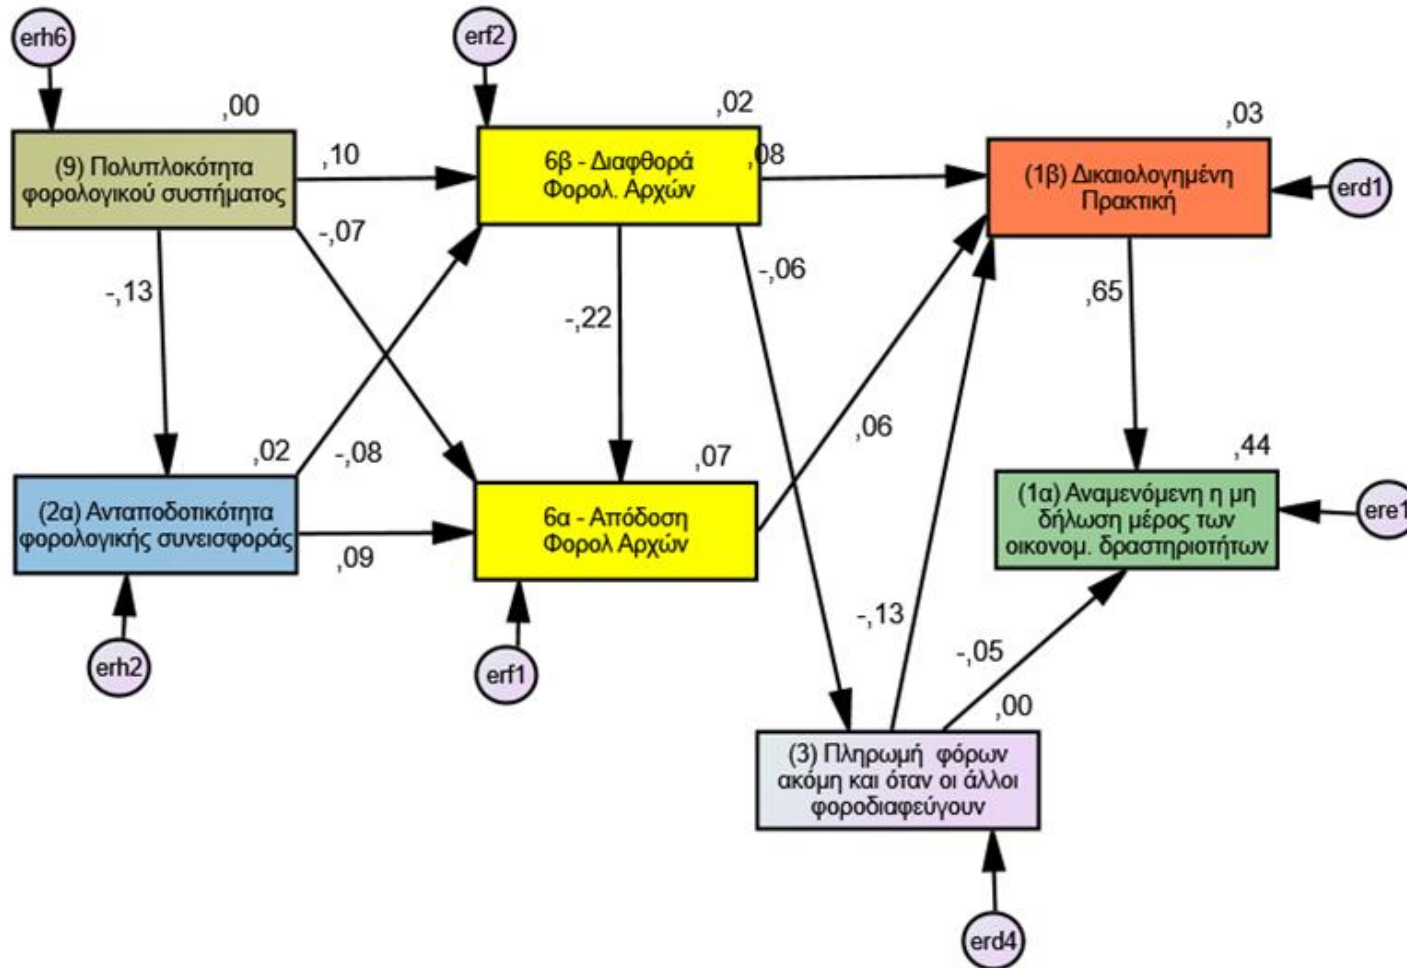 erh6
erf2
,00
,02
,03
(9) Πολυπλοκότητα
φορολογικού συστήματος
,10
6β - Διαφθορά
Φορολ. Αρχών
,08
(1β) Δικαιολογημένη
Πρακτική
erd1
-,07
-,13
-,22
-,06
,65
,02
-,08
,07
,06
,44
(2α) Ανταποδοτικότητα
φορολογικής συνεισφοράς
,09
6α - Απόδοση
Φορολ Αρχών
(1α) Αναμενόμενη η μη
δήλωση μέρος των
οικονομ. δραστηριοτήτων
ere1
erh2
erf1
-,13
-,05
,00
(3) Πληρωμή φόρων
ακόμη και όταν οι άλλοι
φοροδιαφεύγουν
erd4